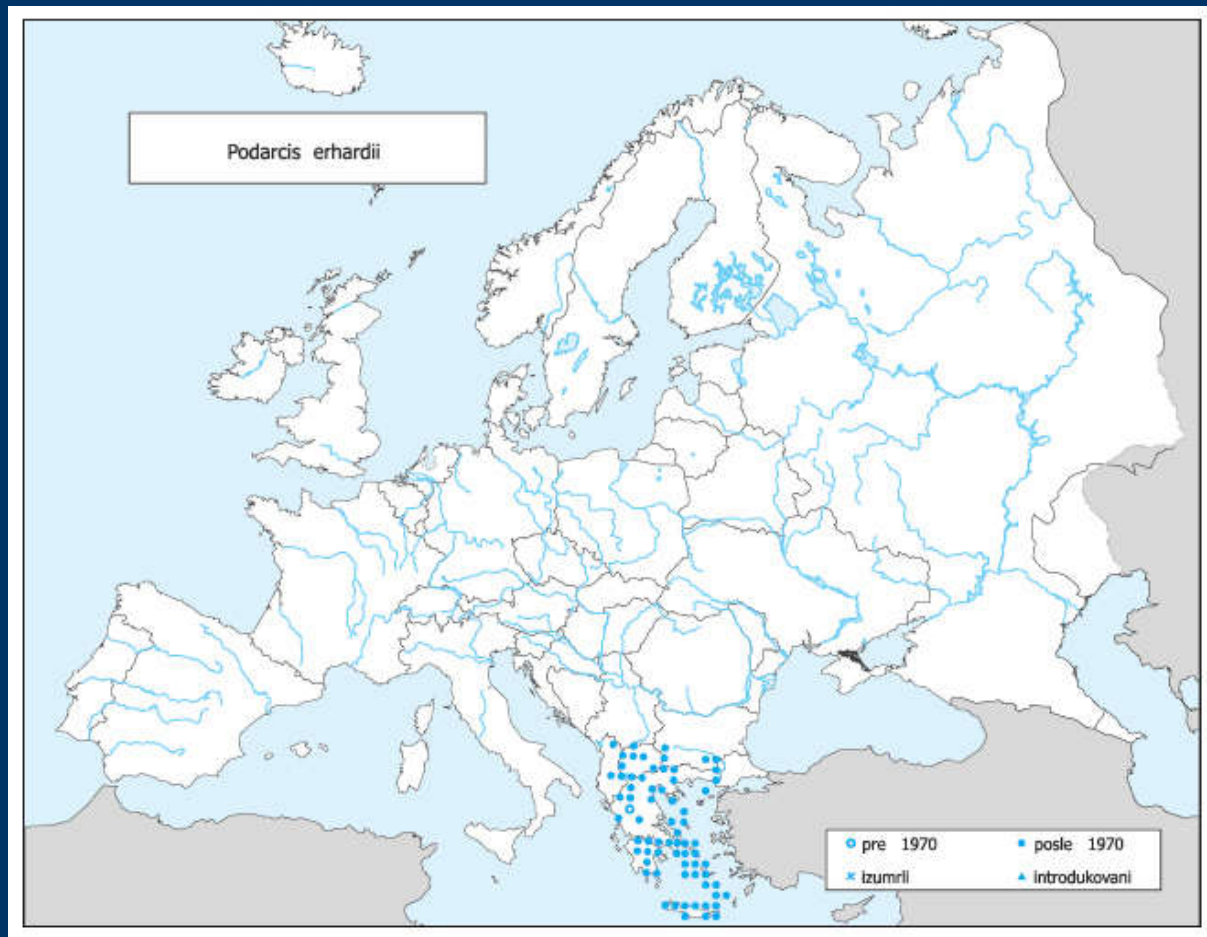 Podarcis erhardii
pre 1970
posle 1970
izumrli
introdukovani